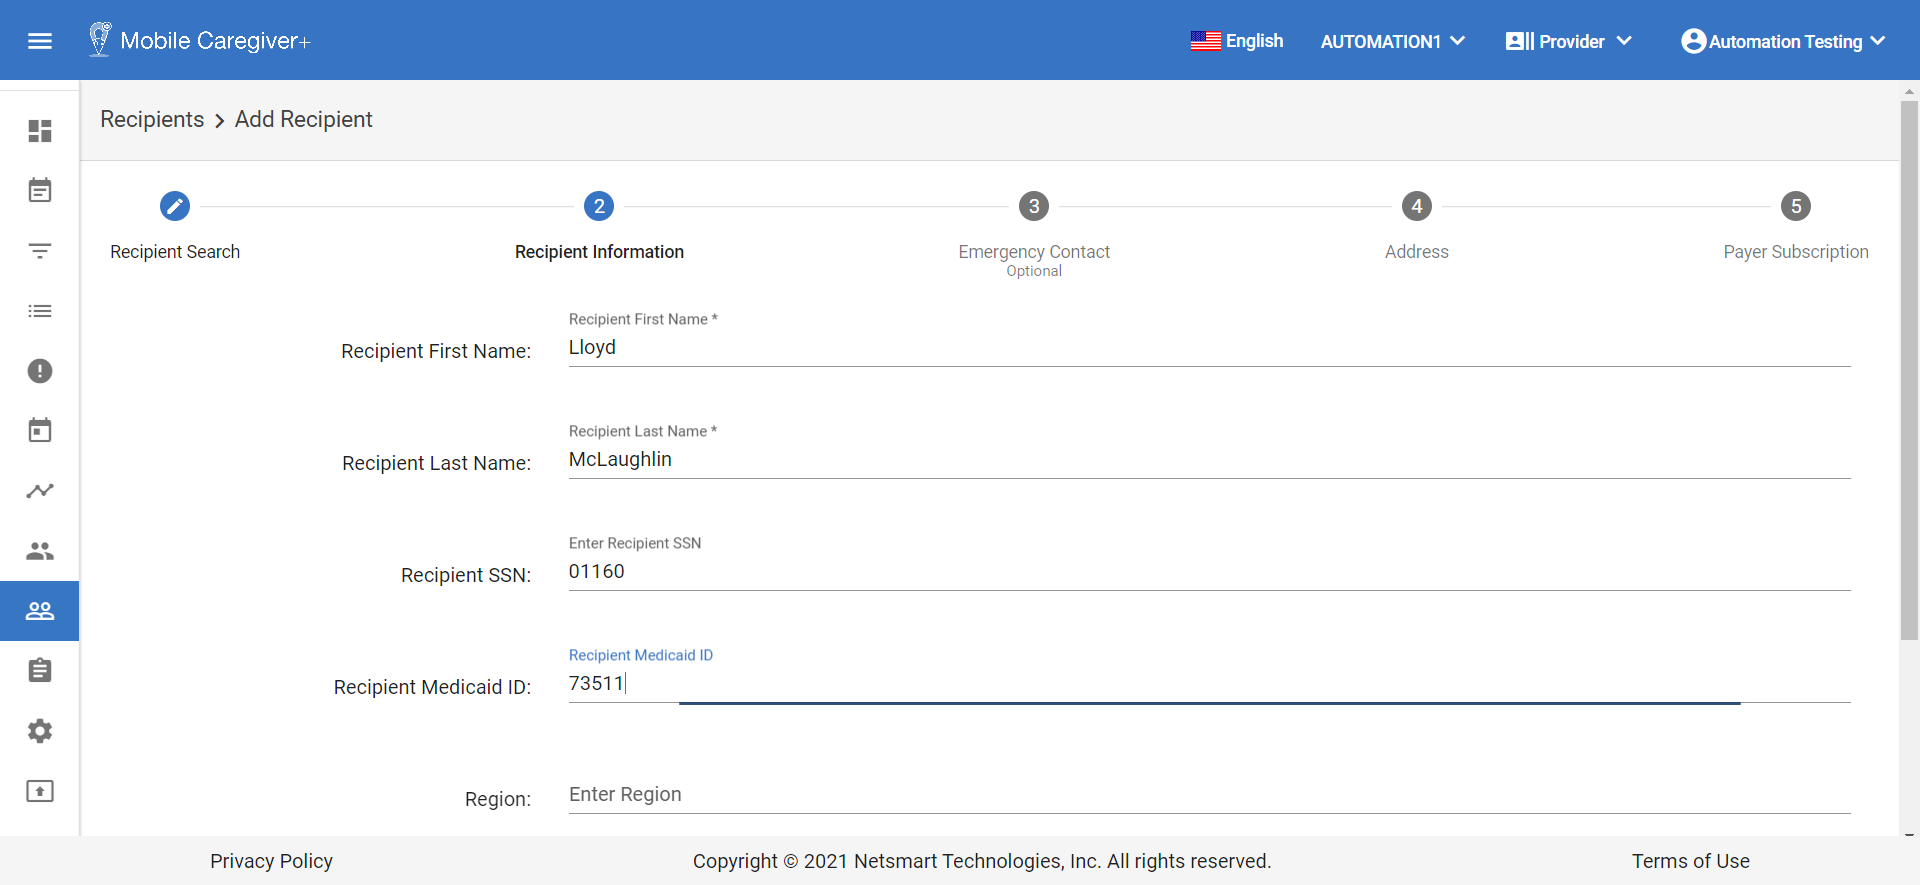 Mobile Caregiver+
English
AUTOMATION1
Provider
Automation Testing
Recipients > Add Recipient
2
3
4
5
Recipient Search
Recipient Information
Emergency Contact
Optional
Address
Payer Subscription
Recipient First Name *
Recipient First Name:
Lloyd
Recipient Last Name *
Recipient Last Name:
McLaughlin
Enter Recipient SSN
Recipient SSN:
01160
Recipient Medicaid ID
Recipient Medicaid ID:
73511
Region:
Enter Region
Privacy Policy
Copyright © 2021 Netsmart Technologies, Inc. All rights reserved.
Terms of Use